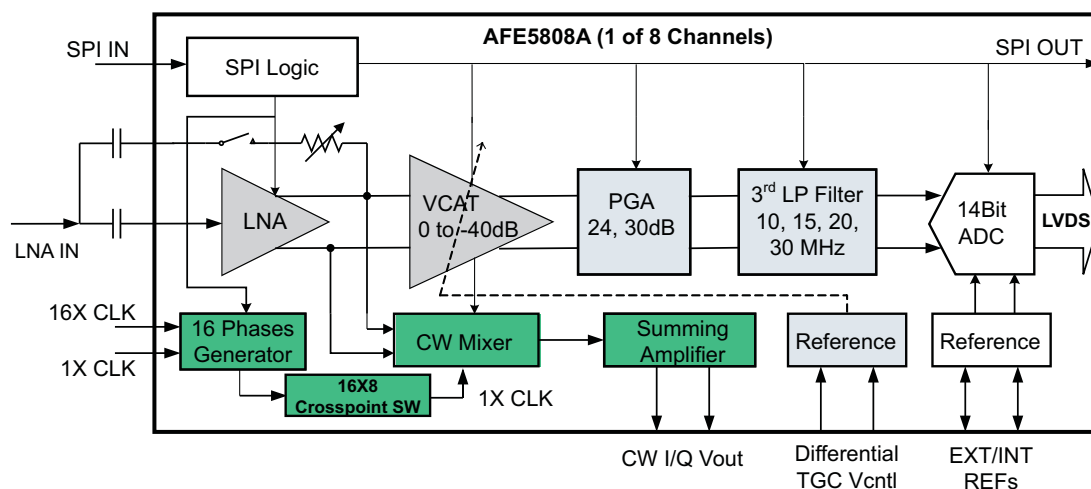 AFE5808A (1 of 8 Channels)
SPI IN
SPI OUT
SPI Logic
LNA IN
LNA
VCAT
0 to -40dB
PGA
24, 30dB
3rd LP Filter
10, 15, 20,
30 MHz
14Bit
ADC
LVDS
16X CLK
1X CLK
16 Phases
Generator
CW Mixer
Summing
Amplifier
Reference
Reference
16X8
Crosspoint SW
1X CLK
CW I/Q Vout
Differential
TGC Vcntl
EXT/INT
REFs